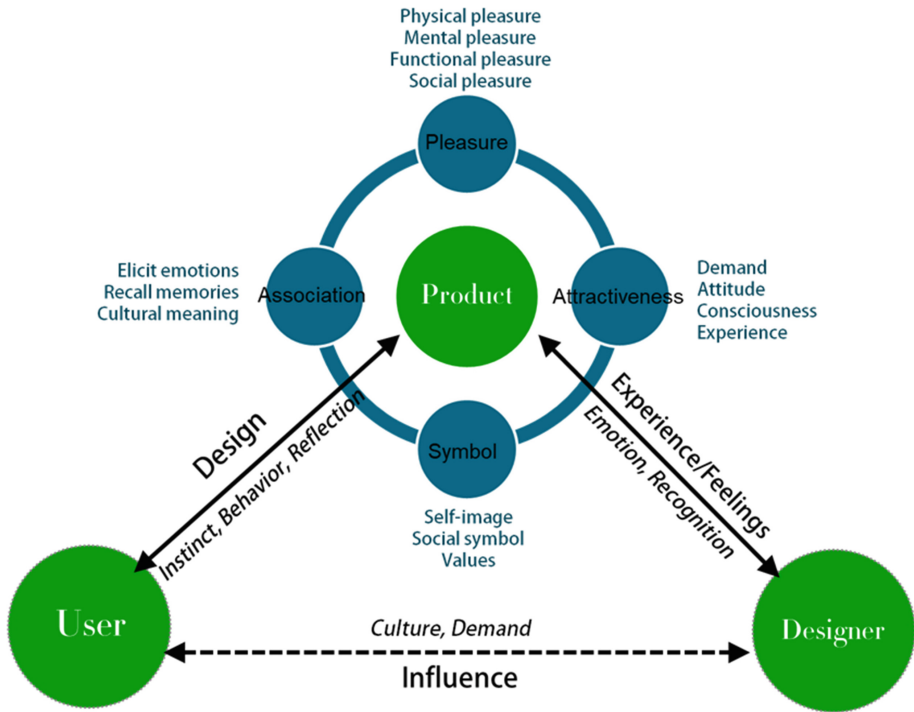 Physical pleasure
Mental pleasure
Functional pleasure
Social pleasure
Pleasure
Elicit emotions
Recall memories
Cultural meaning
Association
Product
Attractiveness
Demand
Attitude
Consciousness
Experience
Design
Instinct, Behavior, Reflection
Experience/Feelings
Emotion, Recognition
Symbol
Self-image
Social symbol
Values
User
Culture, Demand
Influence
Designer